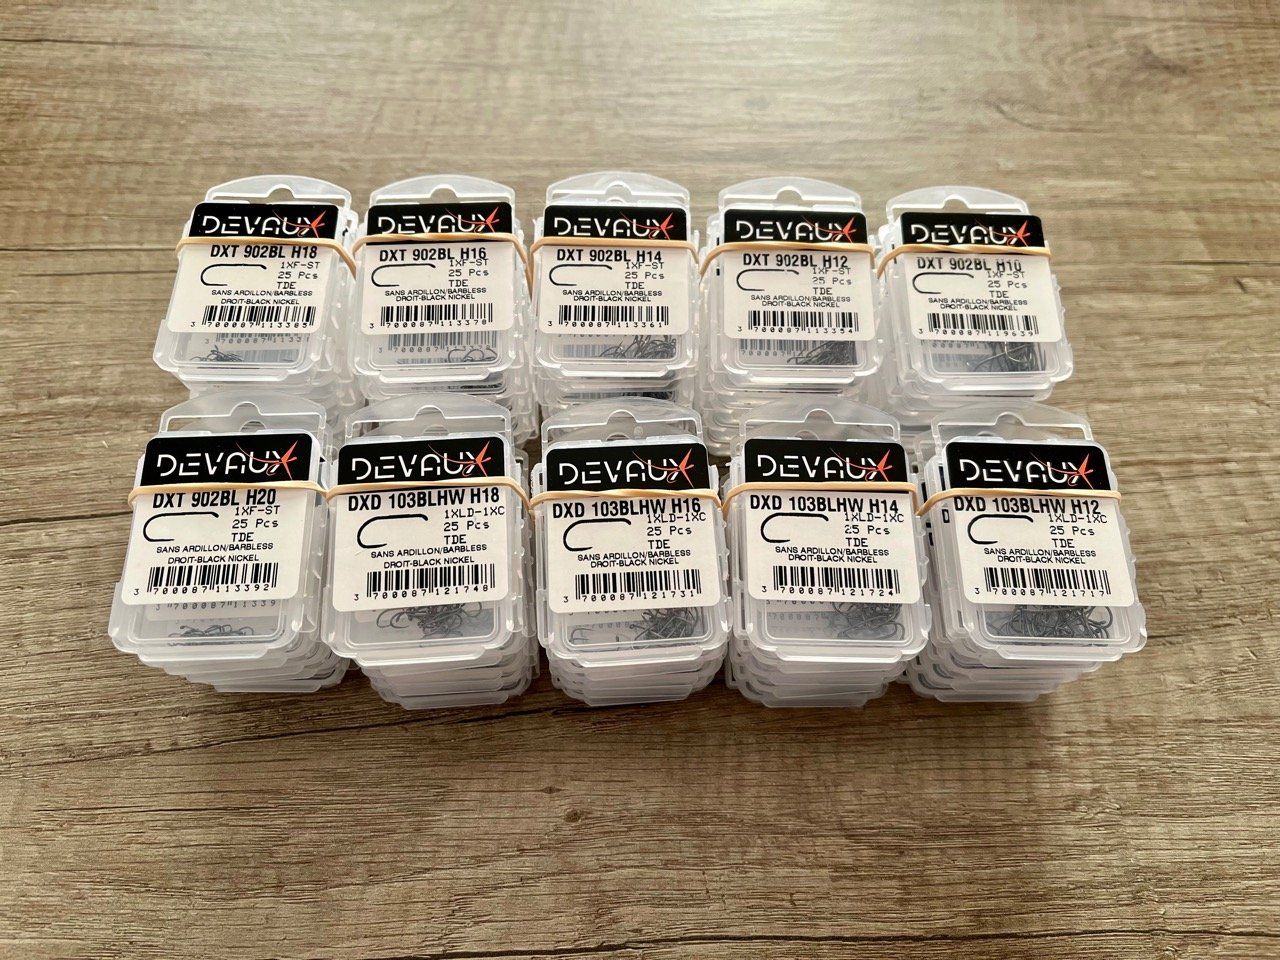 DEVAUX
DXT 902BL H18
1XF-ST
25 Pcs
TDE
SANS ARDILLON/BARBLESS
DROIT-BLACK NICKEL
3 700087 113385
DEVAUX
DXT 902BL H16
1XF-ST
25 Pcs
TDE
SANS ARDILLON/BARBLESS
DROIT-BLACK NICKEL
3 700087 113378
DEVAUX
DXT 902BL H14
1XF-ST
25 Pcs
TDE
SANS ARDILLON/BARBLESS
DROIT-BLACK NICKEL
3 700087 113361
DEVAUX
DXT 902BL H12
1XF-ST
25 Pcs
TDE
SANS ARDILLON/BARBLESS
DROIT-BLACK NICKEL
3 700087 113354
DEVAUX
DXT 902BL H10
1XF-ST
25 Pcs
TDE
SANS ARDILLON/BARBLESS
DROIT-BLACK NICKEL
3 700087 119639
DEVAUX
DXT 902BL H20
1XF-ST
25 Pcs
TDE
SANS ARDILLON/BARBLESS
DROIT-BLACK NICKEL
3 700087 113392
DEVAUX
DXD 103BLHW H18
1XLD-1XC
25 Pcs
TDE
SANS ARDILLON/BARBLESS
DROIT-BLACK NICKEL
3 700087 121748
DEVAUX
DXD 103BLHW H16
1XLD-1XC
25 Pcs
TDE
SANS ARDILLON/BARBLESS
DROIT-BLACK NICKEL
3 700087 121731
DEVAUX
DXD 103BLHW H14
1XLD-1XC
25 Pcs
TDE
SANS ARDILLON/BARBLESS
DROIT-BLACK NICKEL
3 700087 121724
DEVAUX
DXD 103BLHW H12
1XLD-1XC
25 Pcs
TDE
SANS ARDILLON/BARBLESS
DROIT-BLACK NICKEL
3 700087 121717